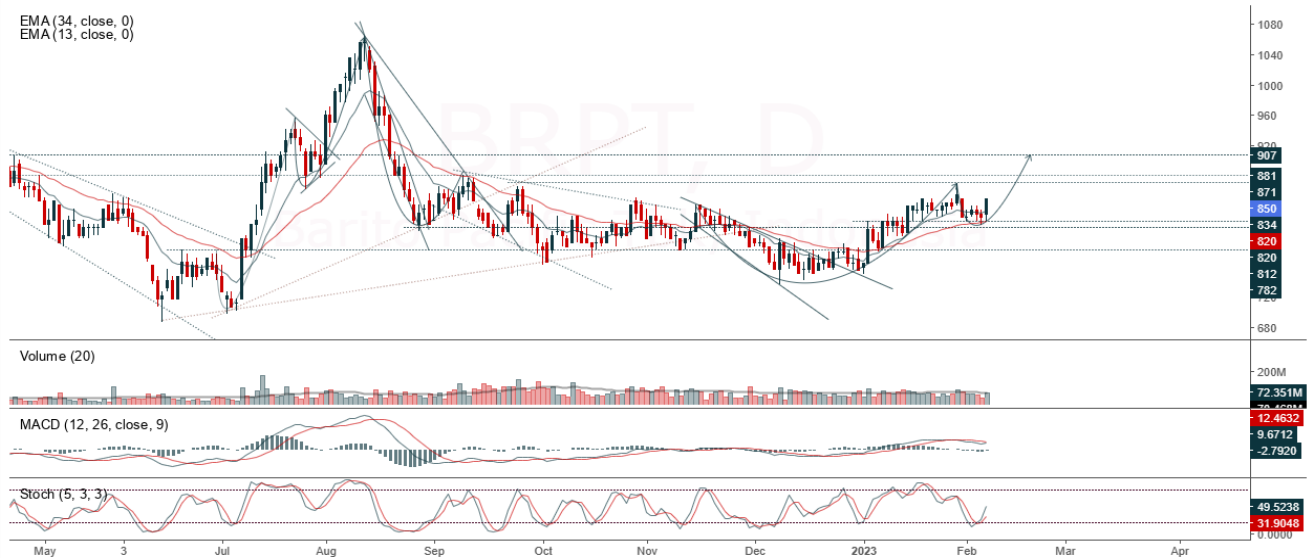 EMA (34, close, 0)
EMA (13, close, 0)
BRPT, D
1080
1040
1000
960
920
907
881
871
850
834
820
820
812
782
720
680
Volume (20)
200M
72.351M
MACD (12, 26, close, 9)
12.4632
9.6712
-2.7920
Stoch (5, 3, 3)
49.5238
31.9048
0.0000
May
3
Jul
Aug
Sep
Oct
Nov
Dec
2023
Feb
Mar
Apr